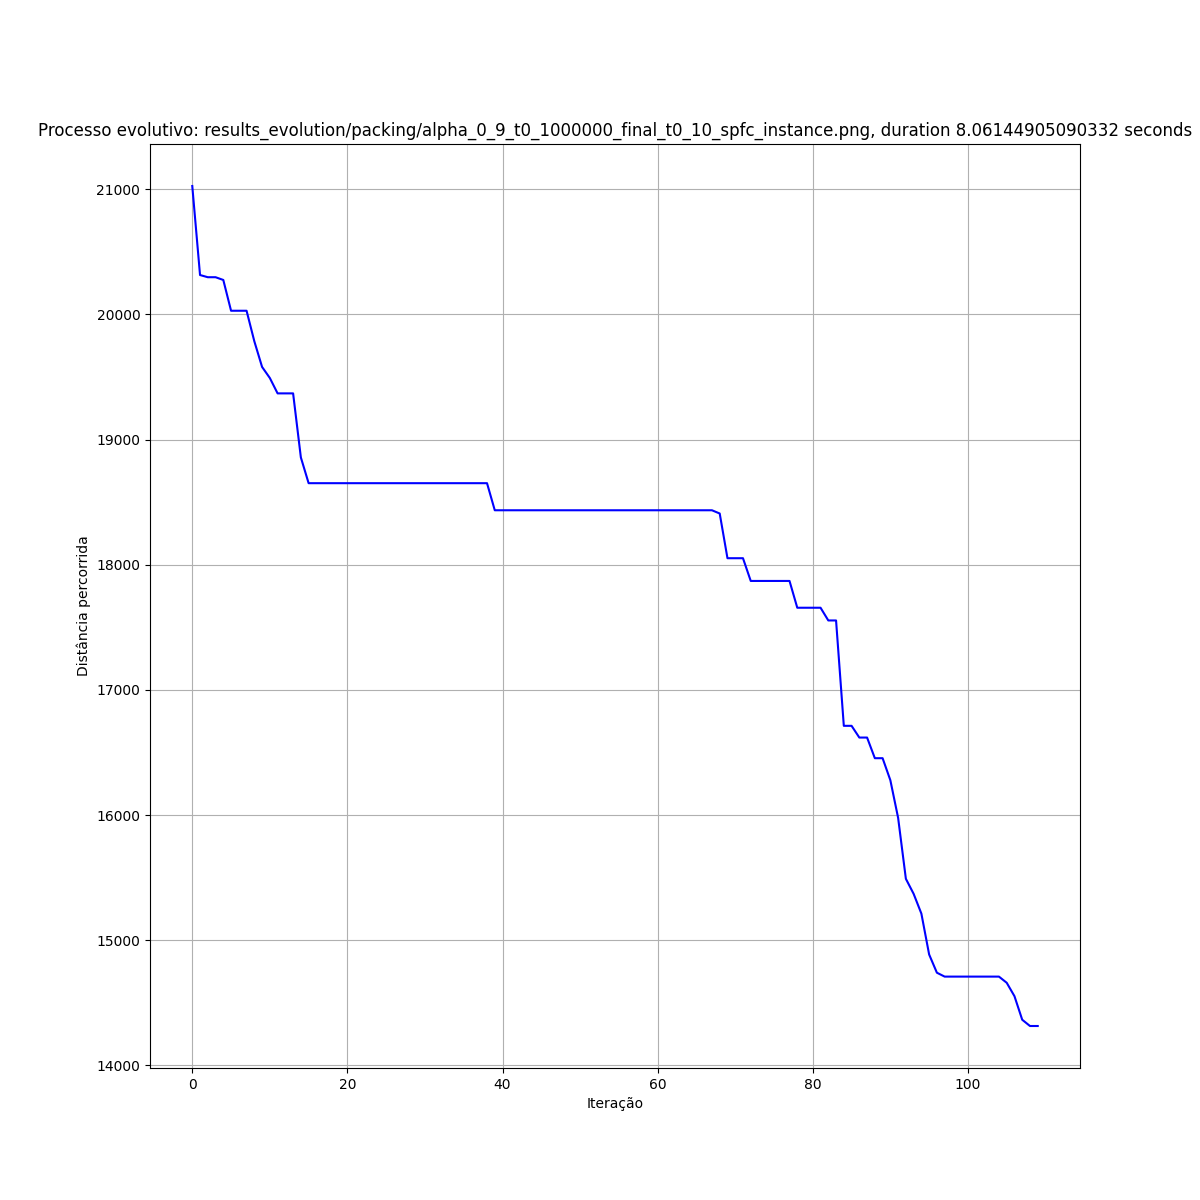 Processo evolutivo: results_evolution/packing/alpha_0_9_t0_1000000_final_t0_10_spfc_instance.png, duration 8.06144905090332 seconds
21000
20000
19000
18000
17000
16000
15000
14000
Distância percorrida
0 20 40 60 80 100
Iteração